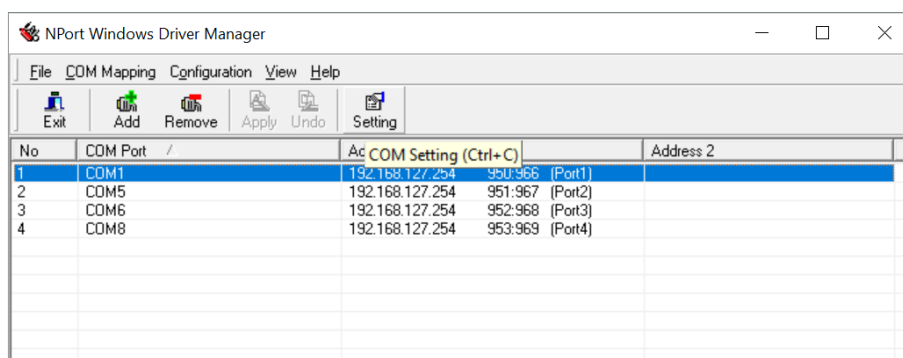 NPort Windows Driver Manager
File COM Mapping Configuration View Help
Exit Add Remove Apply Undo Setting
No COM Port Ad Address 2
COM Setting (Ctrl+C)
1 COM1 192.168.127.254 950:966 (Port1)
2 COM5 192.168.127.254 951:967 (Port2)
3 COM6 192.168.127.254 952:968 (Port3)
4 COM8 192.168.127.254 953:969 (Port4)